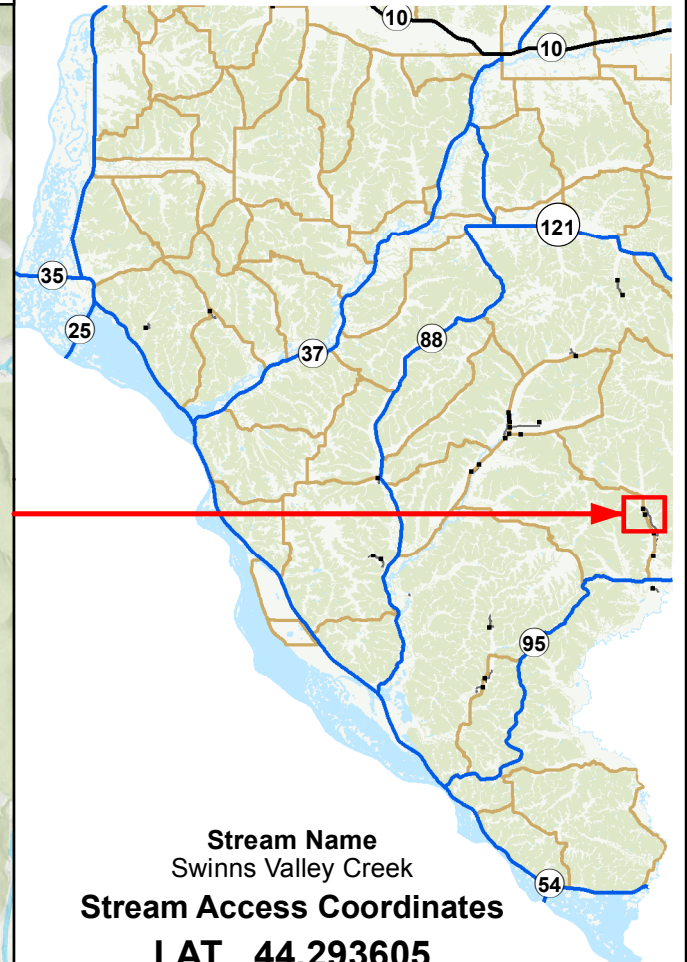 10
10
121
35
25
37
88
95
54
Stream Name
Swinns Valley Creek
Stream Access Coordinates
LAT 44.293605